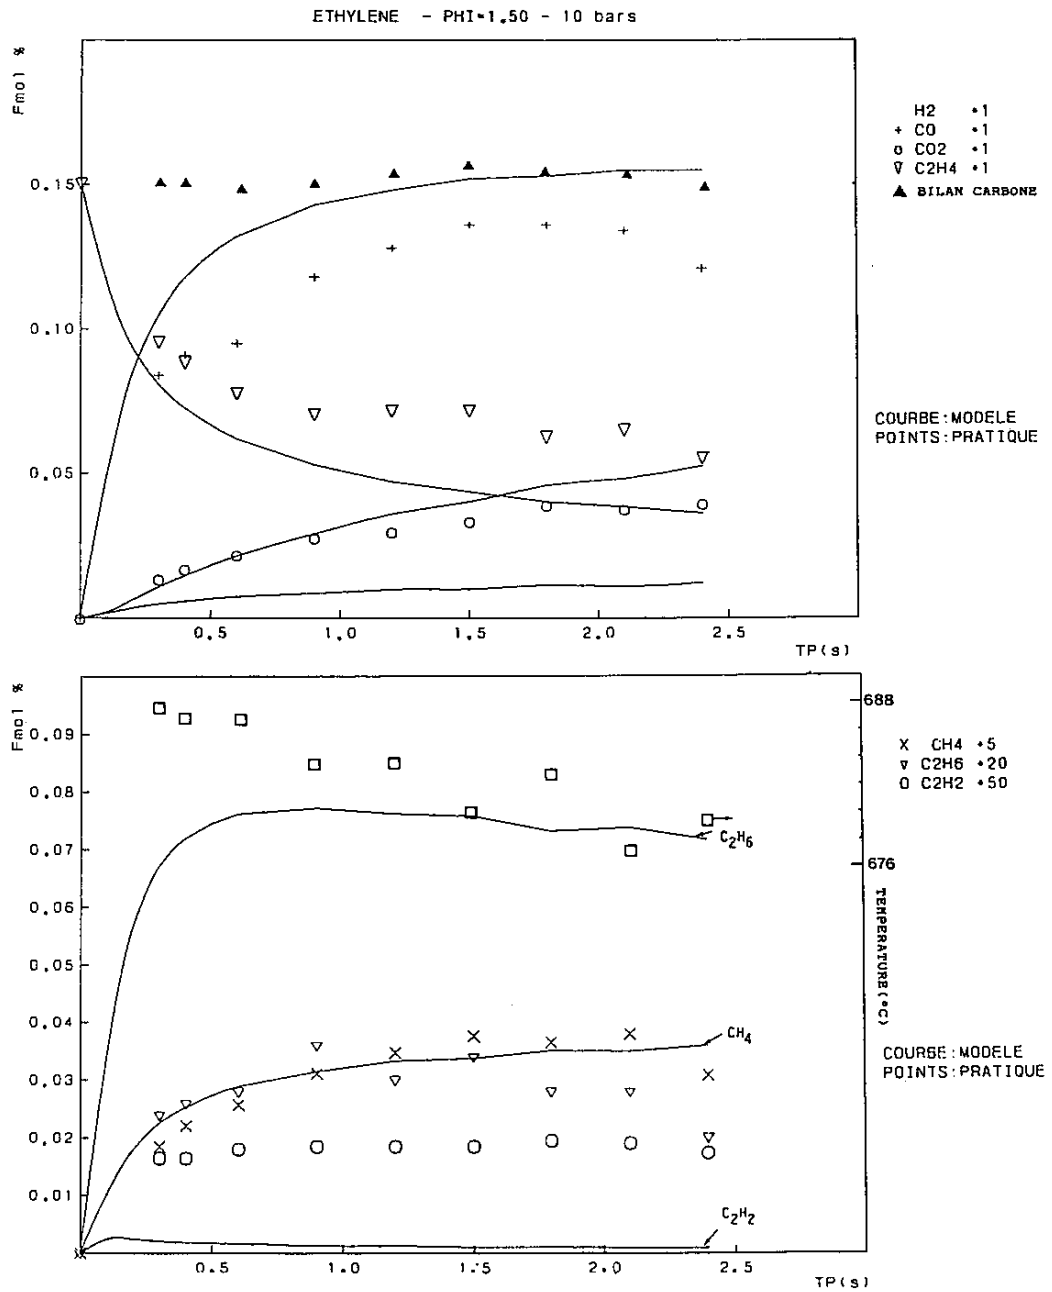 ETHYLENE - PHI=1.50 - 10 bars
Fmol %
0.15
0.10
0.05
0.5
1.0
1.5
2.0
2.5
TP(s)
H2 *1
+ CO *1
o CO2 *1
▽ C2H4 *1
▲ BILAN CARBONE
COURBE:MODELE
POINTS:PRATIQUE
Fmol %
0.09
0.08
0.07
0.06
0.05
0.04
0.03
0.02
0.01
0.5
1.0
1.5
2.0
2.5
TP(s)
688
676
TEMPERATURE(°C)
C2H6
CH4
C2H2
X CH4 *5
▽ C2H6 *20
O C2H2 *50
COURBE:MODELE
POINTS:PRATIQUE